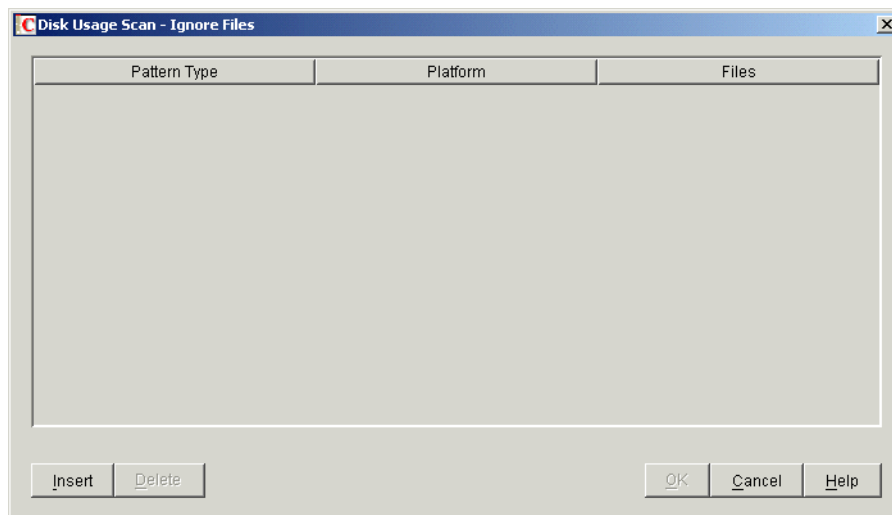 C Disk Usage Scan - Ignore Files
Pattern Type Platform Files
Insert Delete OK Cancel Help